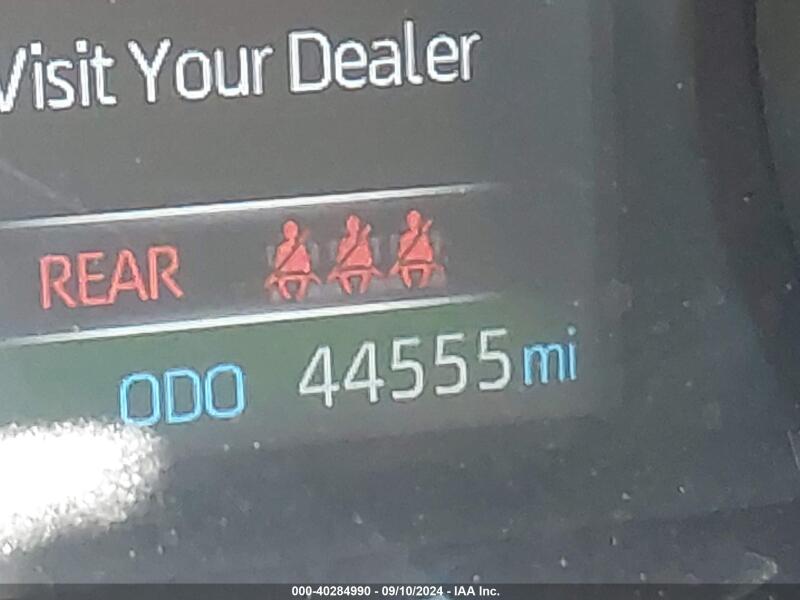 Visit Your Dealer
REAR
ODO 44555 mi
000-40284990 - 09/10/2024 - IAA Inc.